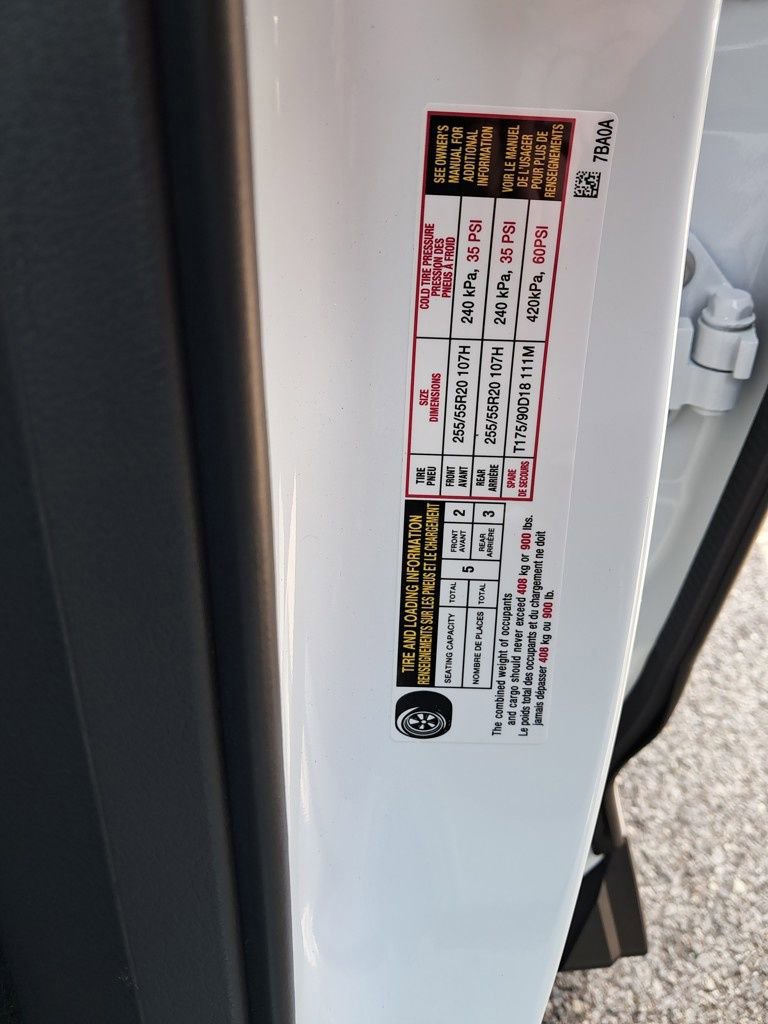 TIRE AND LOADING INFORMATION
RENSEIGNEMENTS SUR LES PNEUS ET LE CHARGEMENT
SEATING CAPACITY TOTAL 5 FRONT AVANT 2
NOMBRE DE PLACES TOTAL REAR ARRIÈRE 3
The combined weight of occupants
and cargo should never exceed 408 kg or 900 lbs.
Le poids total des occupants et du chargement ne doit
jamais dépasser 408 kg ou 900 lb.
TIRE
PNEU
SIZE
DIMENSIONS
COLD TIRE PRESSURE
PRESSION DES
PNEUS À FROID
FRONT
AVANT
255/55R20 107H
240 kPa, 35 PSI
REAR
ARRIÈRE
255/55R20 107H
240 kPa, 35 PSI
SPARE
DE SECOURS
T175/90D18 111M
420kPa, 60PSI
SEE OWNER'S
MANUAL FOR
ADDITIONAL
INFORMATION
VOIR LE MANUEL
DE L'USAGER
POUR PLUS DE
RENSEIGNEMENTS
7BA0A